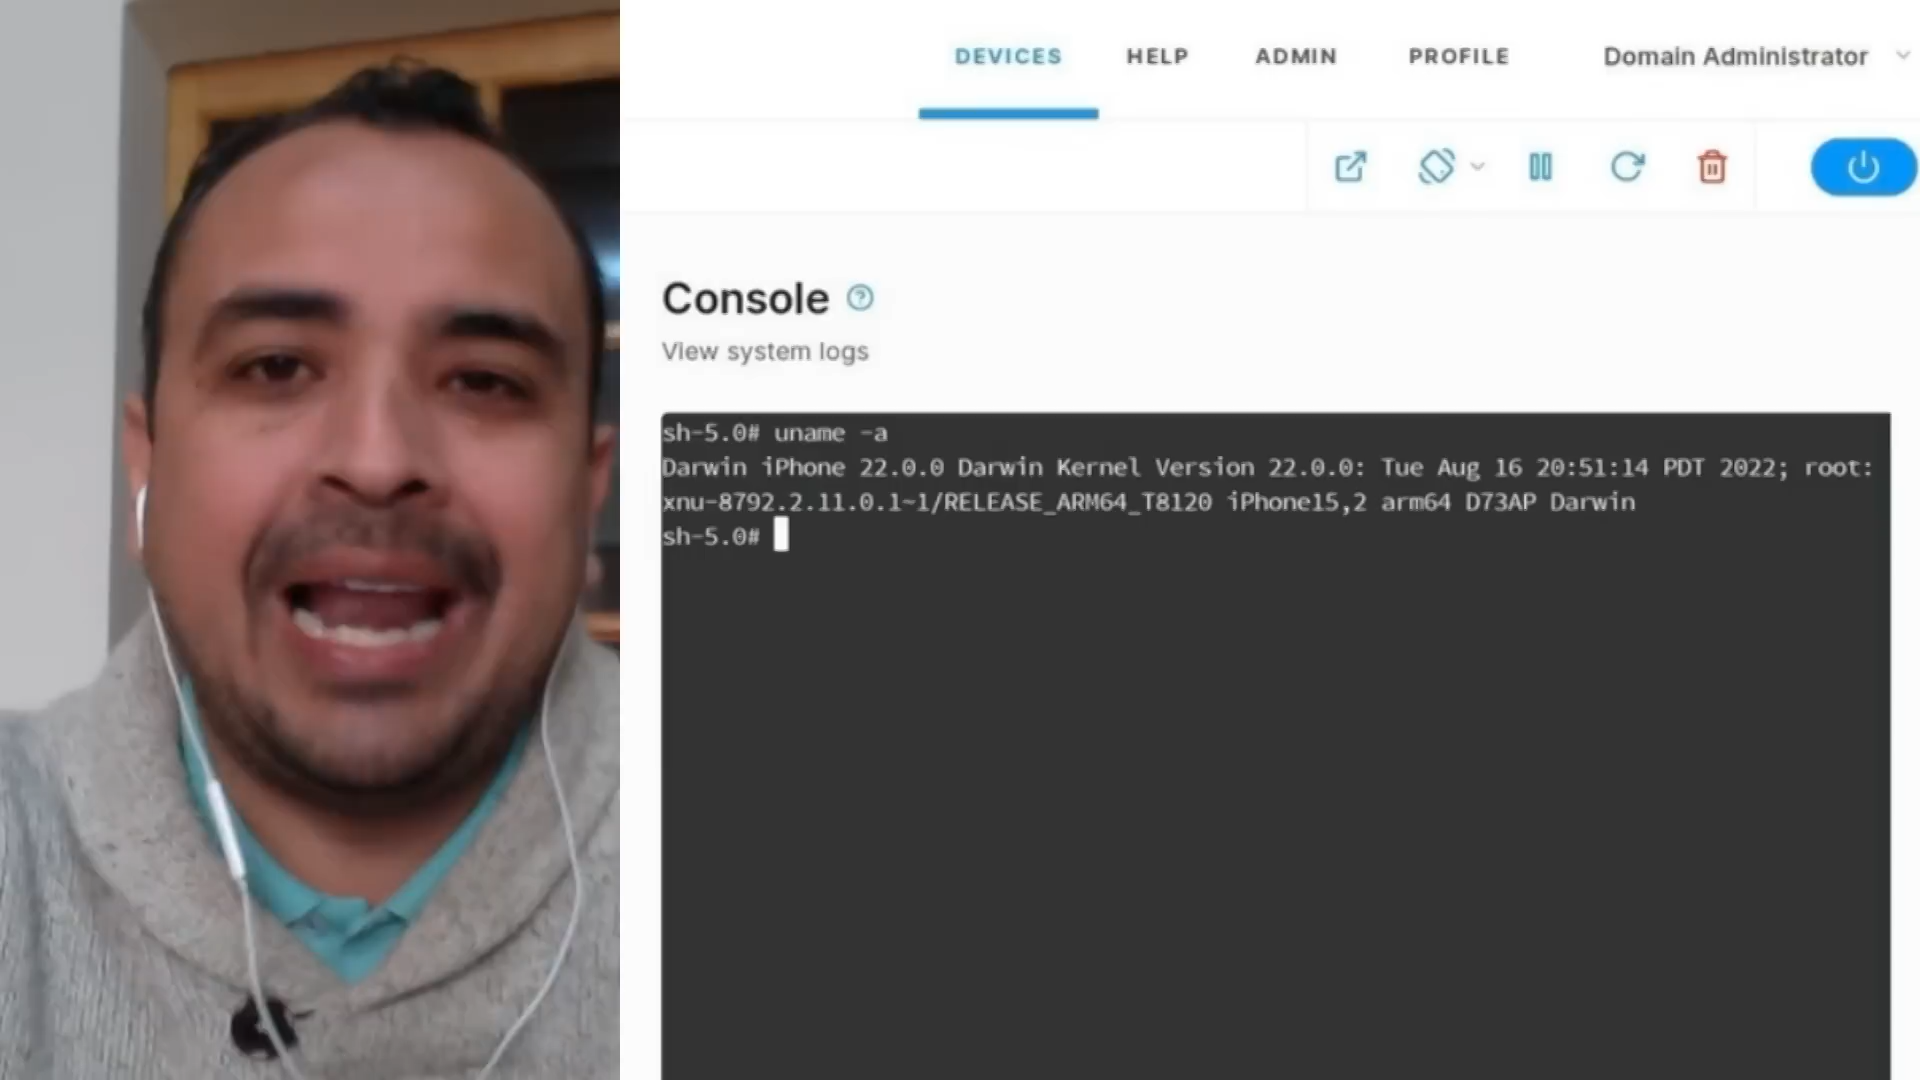 DEVICES HELP ADMIN PROFILE Domain Administrator
Console
View system logs
sh-5.0# uname -a
Darwin iPhone 22.0.0 Darwin Kernel Version 22.0.0: Tue Aug 16 20:51:14 PDT 2022; root:
xnu-8792.2.11.0.1~1/RELEASE_ARM64_T8120 iPhone15,2 arm64 D73AP Darwin
sh-5.0#